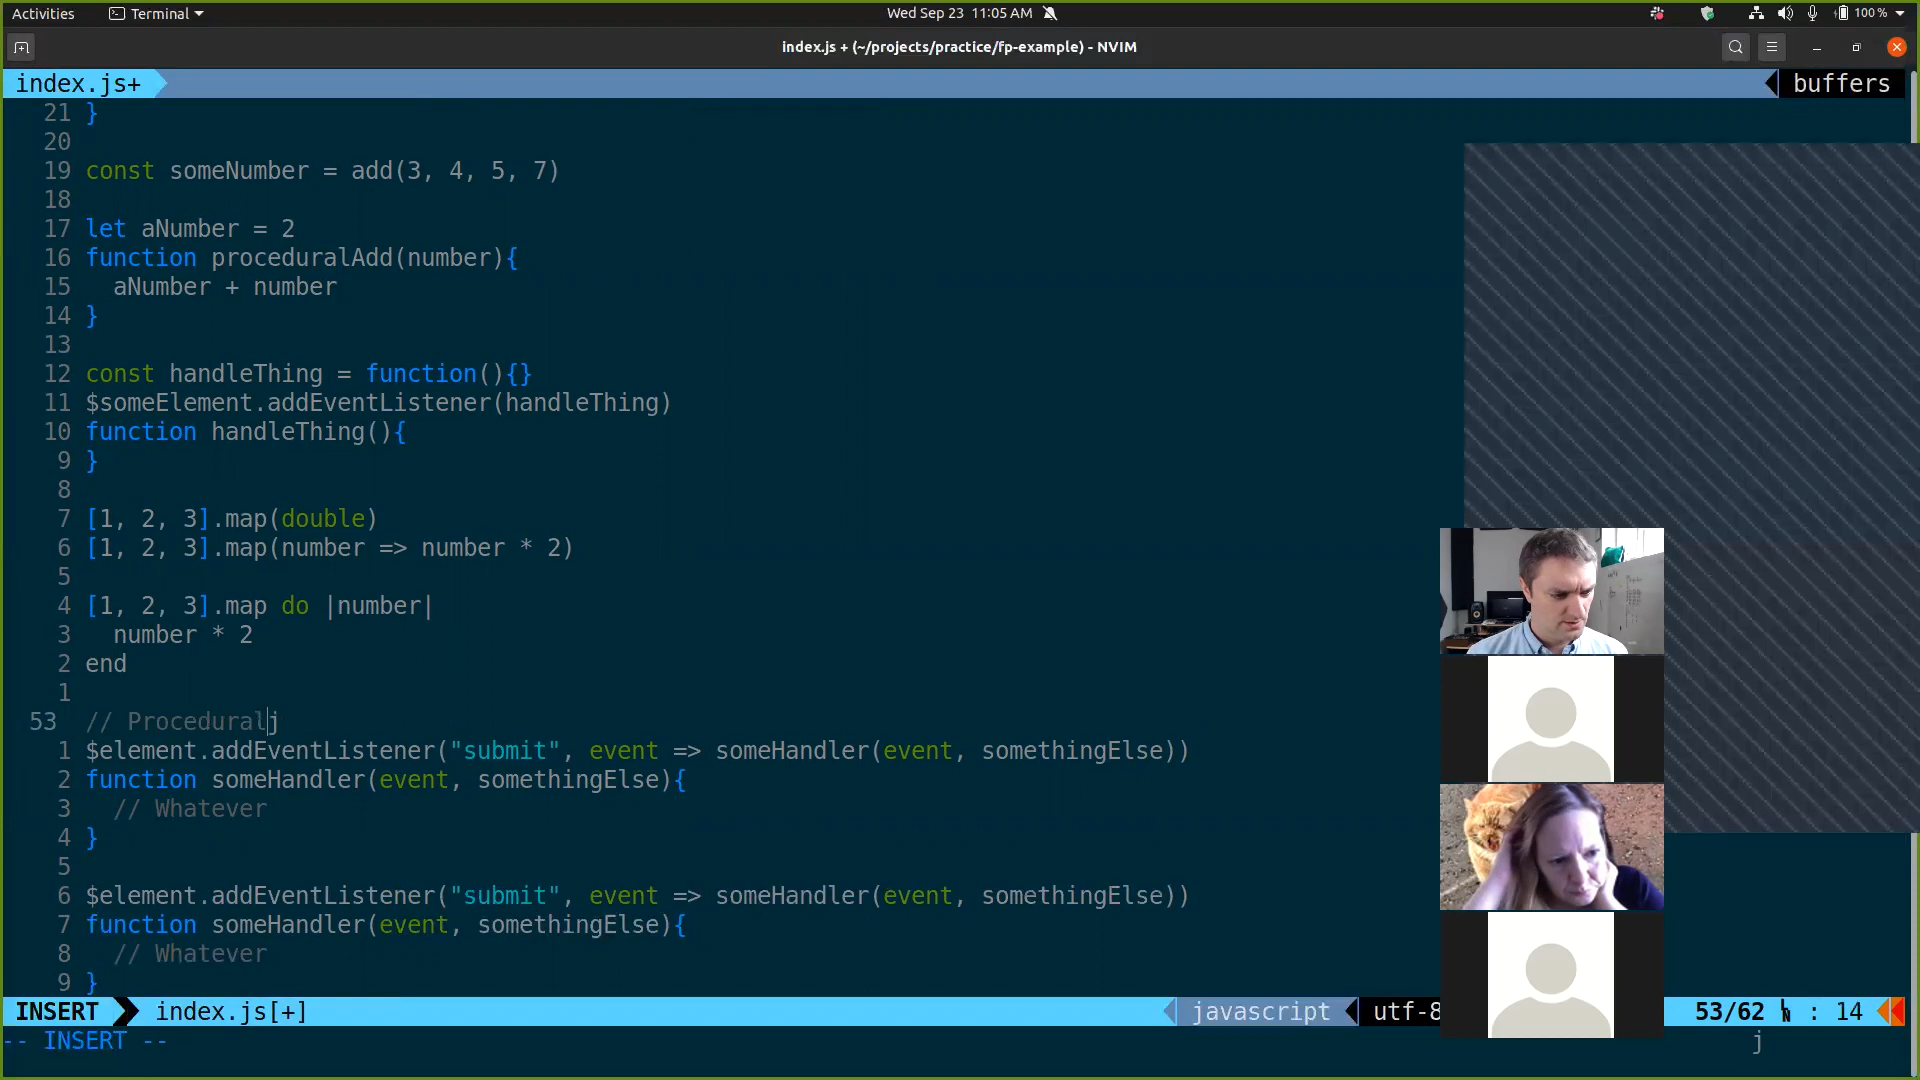 Activities Terminal Wed Sep 23 11:05 AM 100 %
index.js + (~/projects/practice/fp-example) - NVIM
index.js+ buffers
21 }
20
19 const someNumber = add(3, 4, 5, 7)
18
17 let aNumber = 2
16 function proceduralAdd(number){
15 aNumber + number
14 }
13
12 const handleThing = function(){}
11 $someElement.addEventListener(handleThing)
10 function handleThing(){
9 }
8
7 [1, 2, 3].map(double)
6 [1, 2, 3].map(number => number * 2)
5
4 [1, 2, 3].map do |number|
3 number * 2
2 end
1
53 // Proceduralj
1 $element.addEventListener("submit", event => someHandler(event, somethingElse))
2 function someHandler(event, somethingElse){
3 // Whatever
4 }
5
6 $element.addEventListener("submit", event => someHandler(event, somethingElse))
7 function someHandler(event, somethingElse){
8 // Whatever
9 }
INSERT index.js[+] javascript utf-8 53/62 : 14
-- INSERT -- j